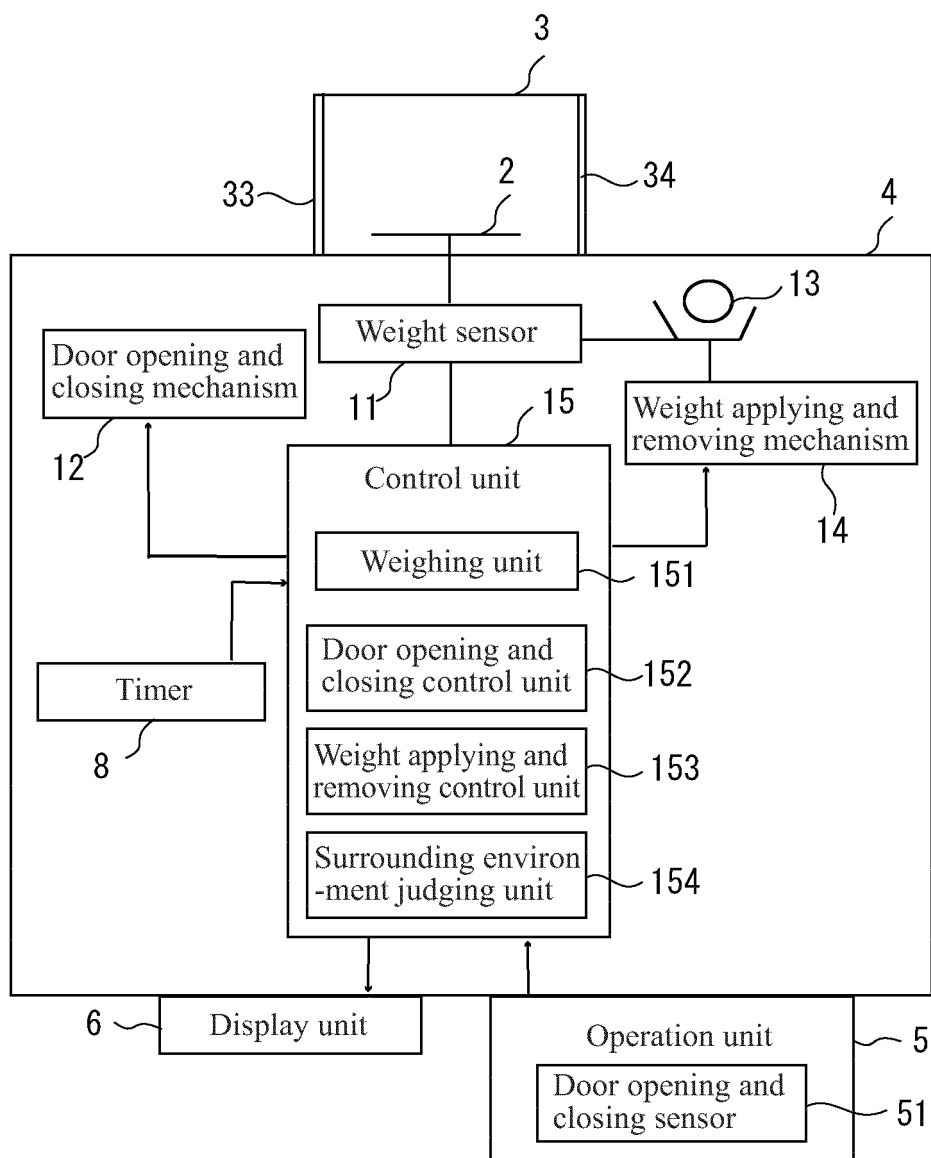 3
2
33
34
4
13
Weight sensor
Door opening and
closing mechanism
11
15
Weight applying and
removing mechanism
12
Control unit
14
Weighing unit
151
Door opening and
closing control unit
152
Timer
8
Weight applying and
removing control unit
153
Surrounding environ
-ment judging unit
154
6
Display unit
Operation unit
5
Door opening and
closing sensor
51